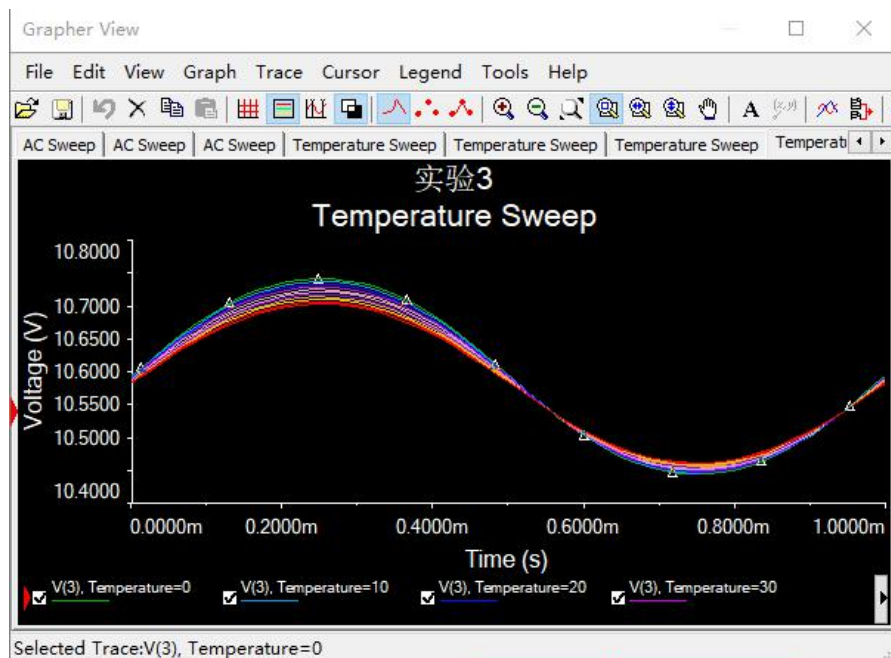 Grapher View
File Edit View Graph Trace Cursor Legend Tools Help
A
AC Sweep AC Sweep AC Sweep Temperature Sweep Temperature Sweep Temperature Sweep Temperat
实验3
Temperature Sweep
10.8000
10.7000
10.6500
10.6000
10.5500
10.5000
10.4000
Voltage (V)
0.0000m 0.2000m 0.4000m 0.6000m 0.8000m 1.0000m
Time (s)
V(3), Temperature=0 V(3), Temperature=10 V(3), Temperature=20 V(3), Temperature=30
Selected Trace:V(3), Temperature=0